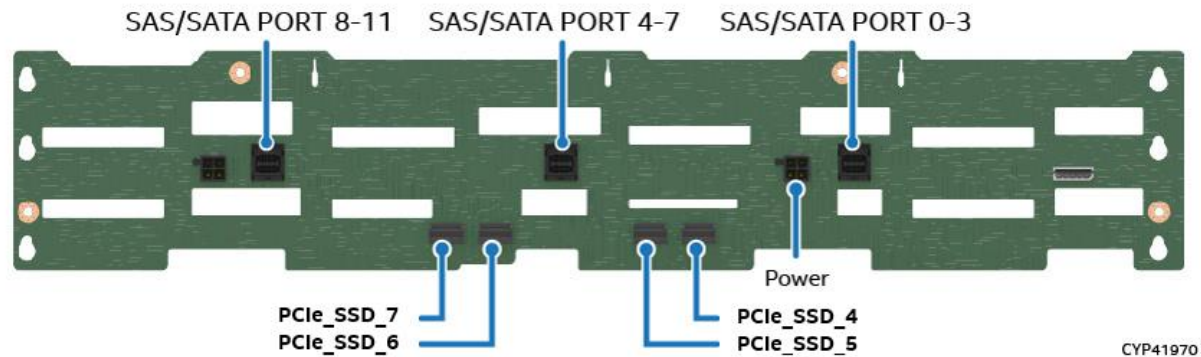 SAS/SATA PORT 8-11 SAS/SATA PORT 4-7 SAS/SATA PORT 0-3
Power
PCIe_SSD_7 PCIe_SSD_4
PCIe_SSD_6 PCIe_SSD_5
CYP41970